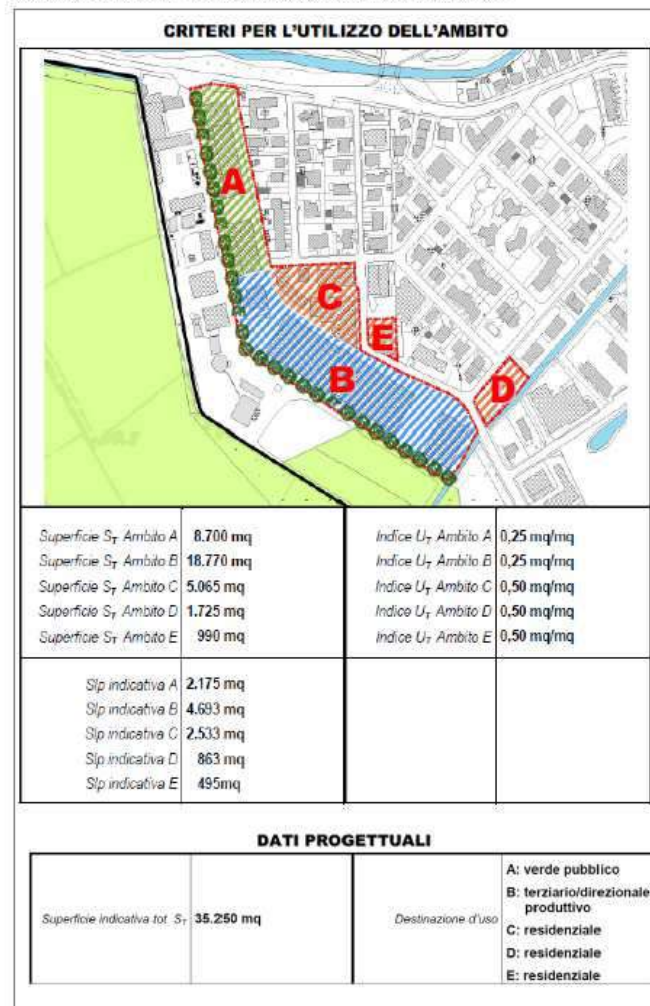 CRITERI PER L'UTILIZZO DELL'AMBITO
A
C
E
B
D
Superficie ST Ambito A 8.700 mq
Superficie ST Ambito B 18.770 mq
Superficie ST Ambito C 5.065 mq
Superficie ST Ambito D 1.725 mq
Superficie ST Ambito E 990 mq
Indice UT Ambito A 0,25 mq/mq
Indice UT Ambito B 0,25 mq/mq
Indice UT Ambito C 0,50 mq/mq
Indice UT Ambito D 0,50 mq/mq
Indice UT Ambito E 0,50 mq/mq
Slp indicativa A 2.175 mq
Slp indicativa B 4.693 mq
Slp indicativa C 2.533 mq
Slp indicativa D 863 mq
Slp indicativa E 495mq
DATI PROGETTUALI
Superficie indicativa tot ST 35.250 mq
Destinazione d'uso
A: verde pubblico
B: terziario/direzionale
produttivo
C: residenziale
D: residenziale
E: residenziale